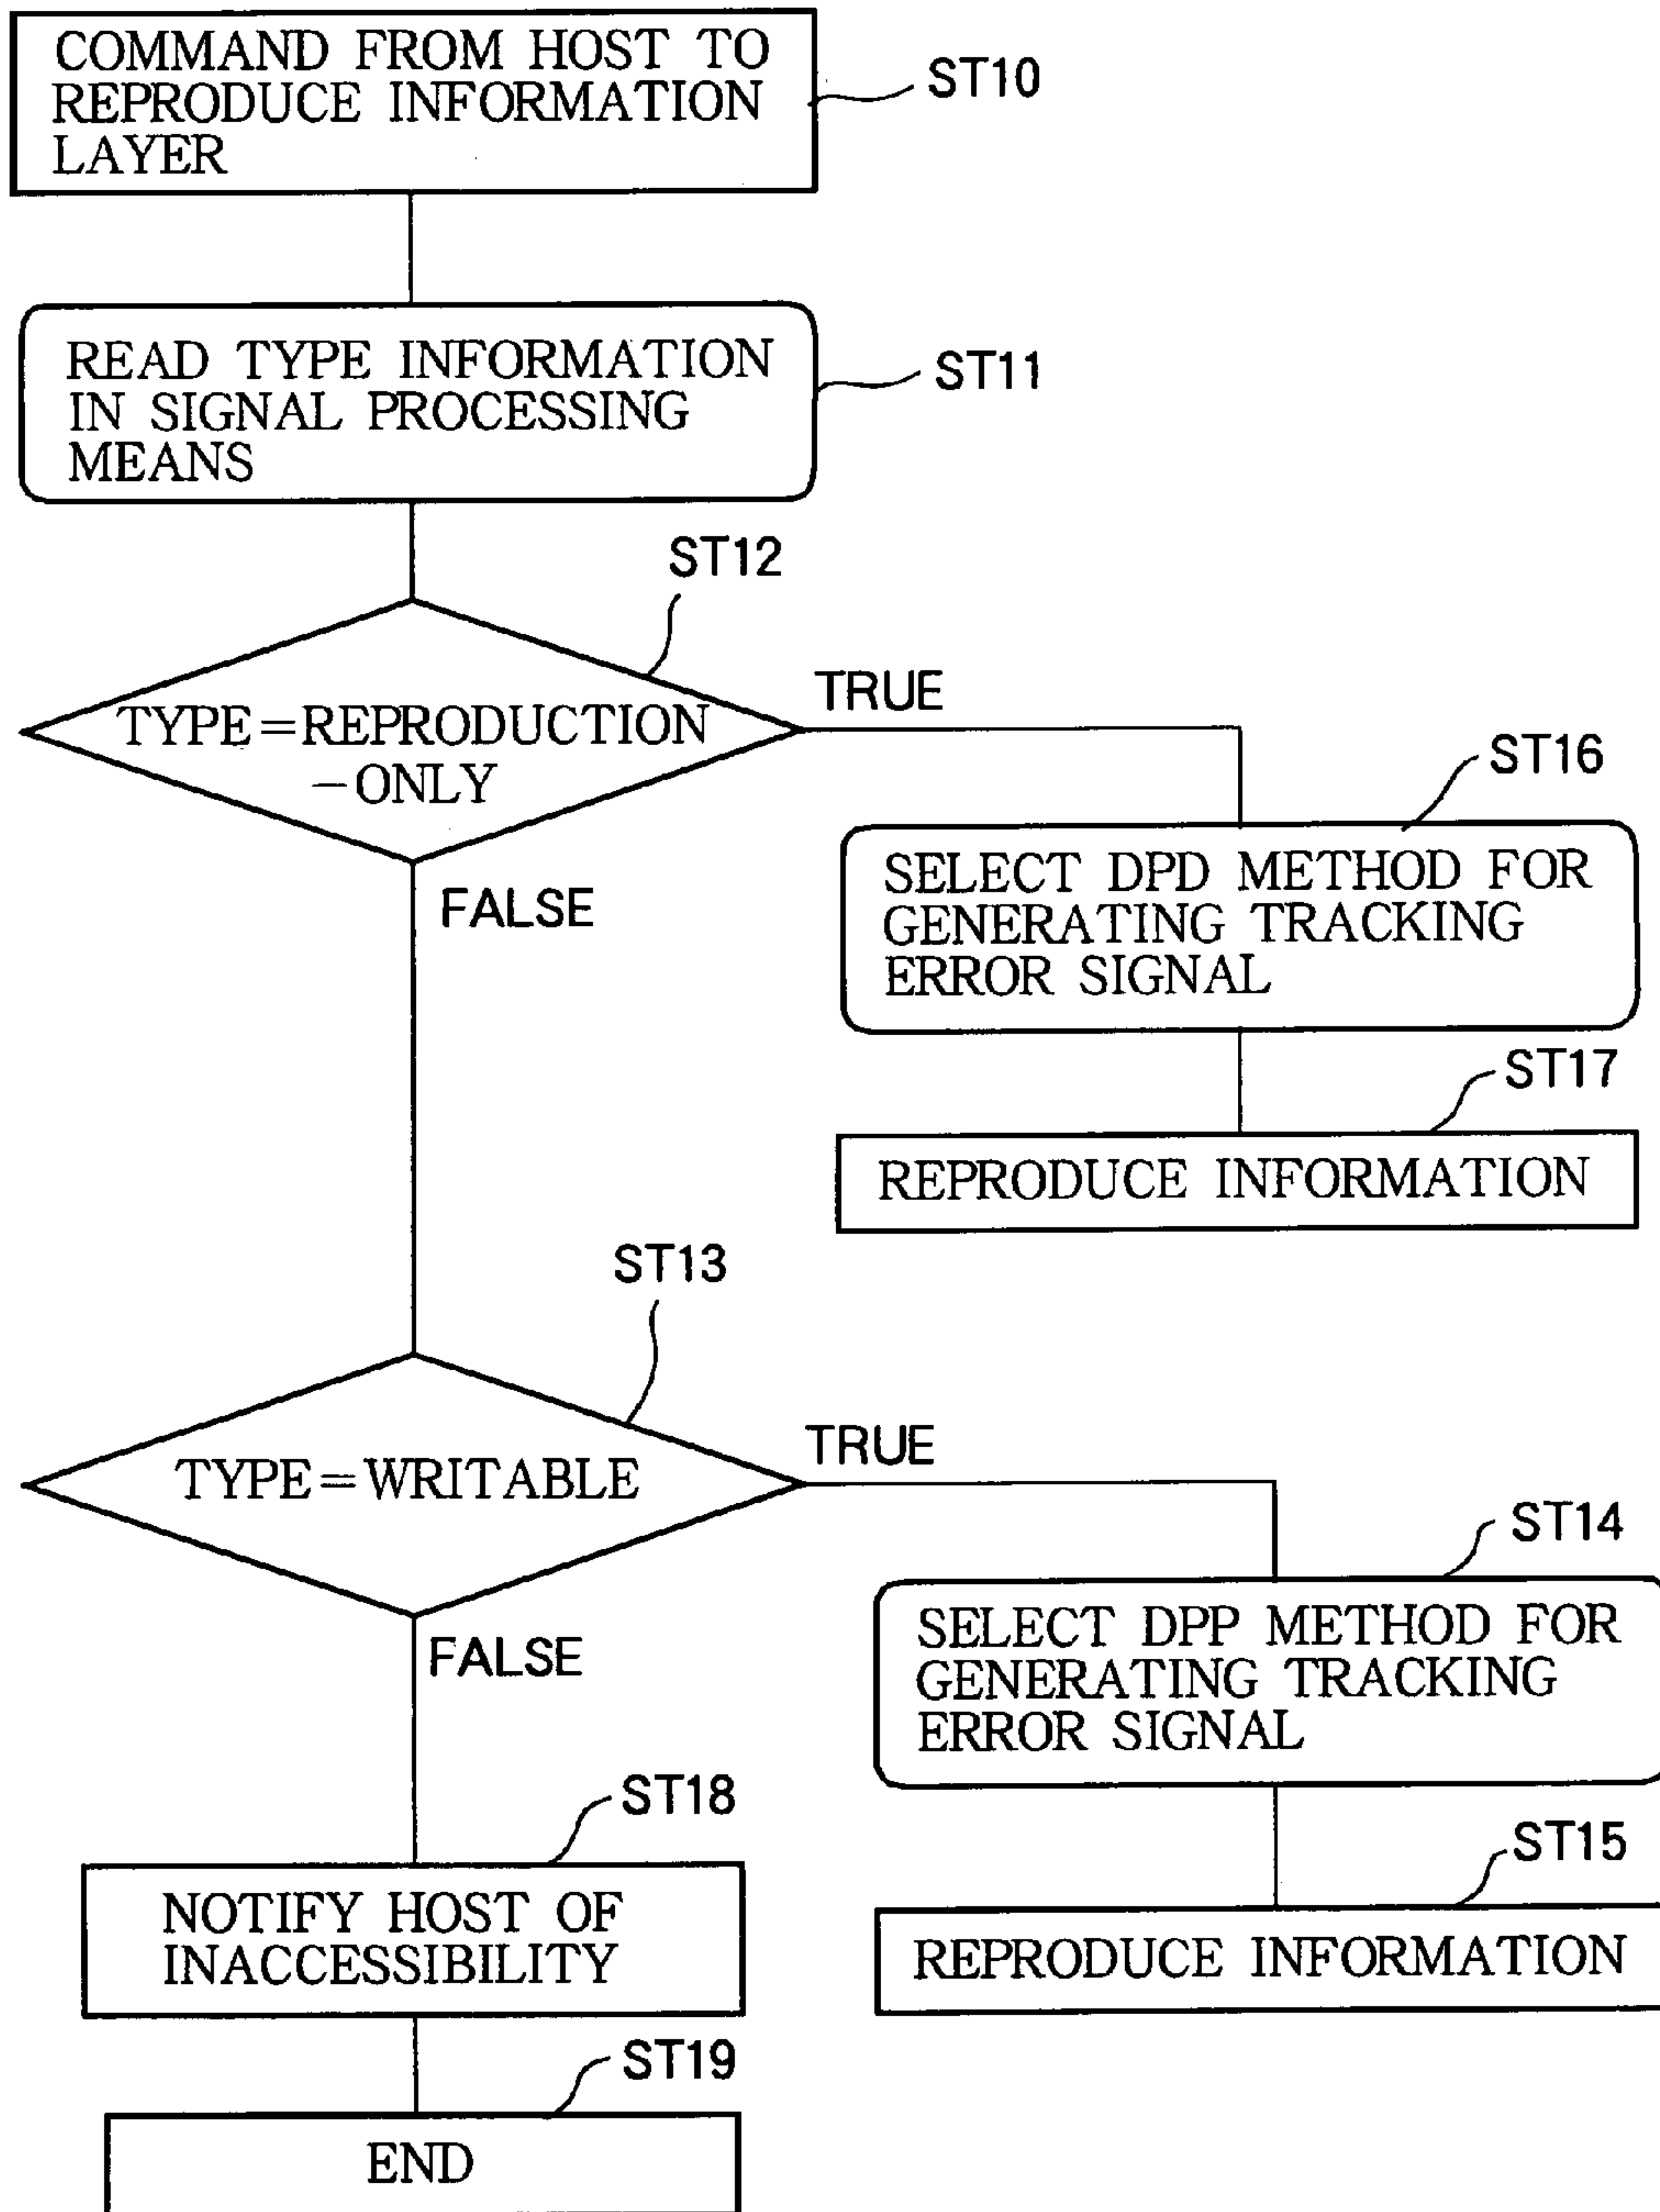 COMMAND FROM HOST TO
REPRODUCE INFORMATION
LAYER
ST10
READ TYPE INFORMATION
IN SIGNAL PROCESSING
MEANS
ST11
ST12
TYPE=REPRODUCTION
-ONLY
TRUE
FALSE
ST16
SELECT DPD METHOD FOR
GENERATING TRACKING
ERROR SIGNAL
ST17
REPRODUCE INFORMATION
ST13
TYPE=WRITABLE
TRUE
FALSE
ST14
SELECT DPP METHOD FOR
GENERATING TRACKING
ERROR SIGNAL
ST15
REPRODUCE INFORMATION
ST18
NOTIFY HOST OF
INACCESSIBILITY
ST19
END